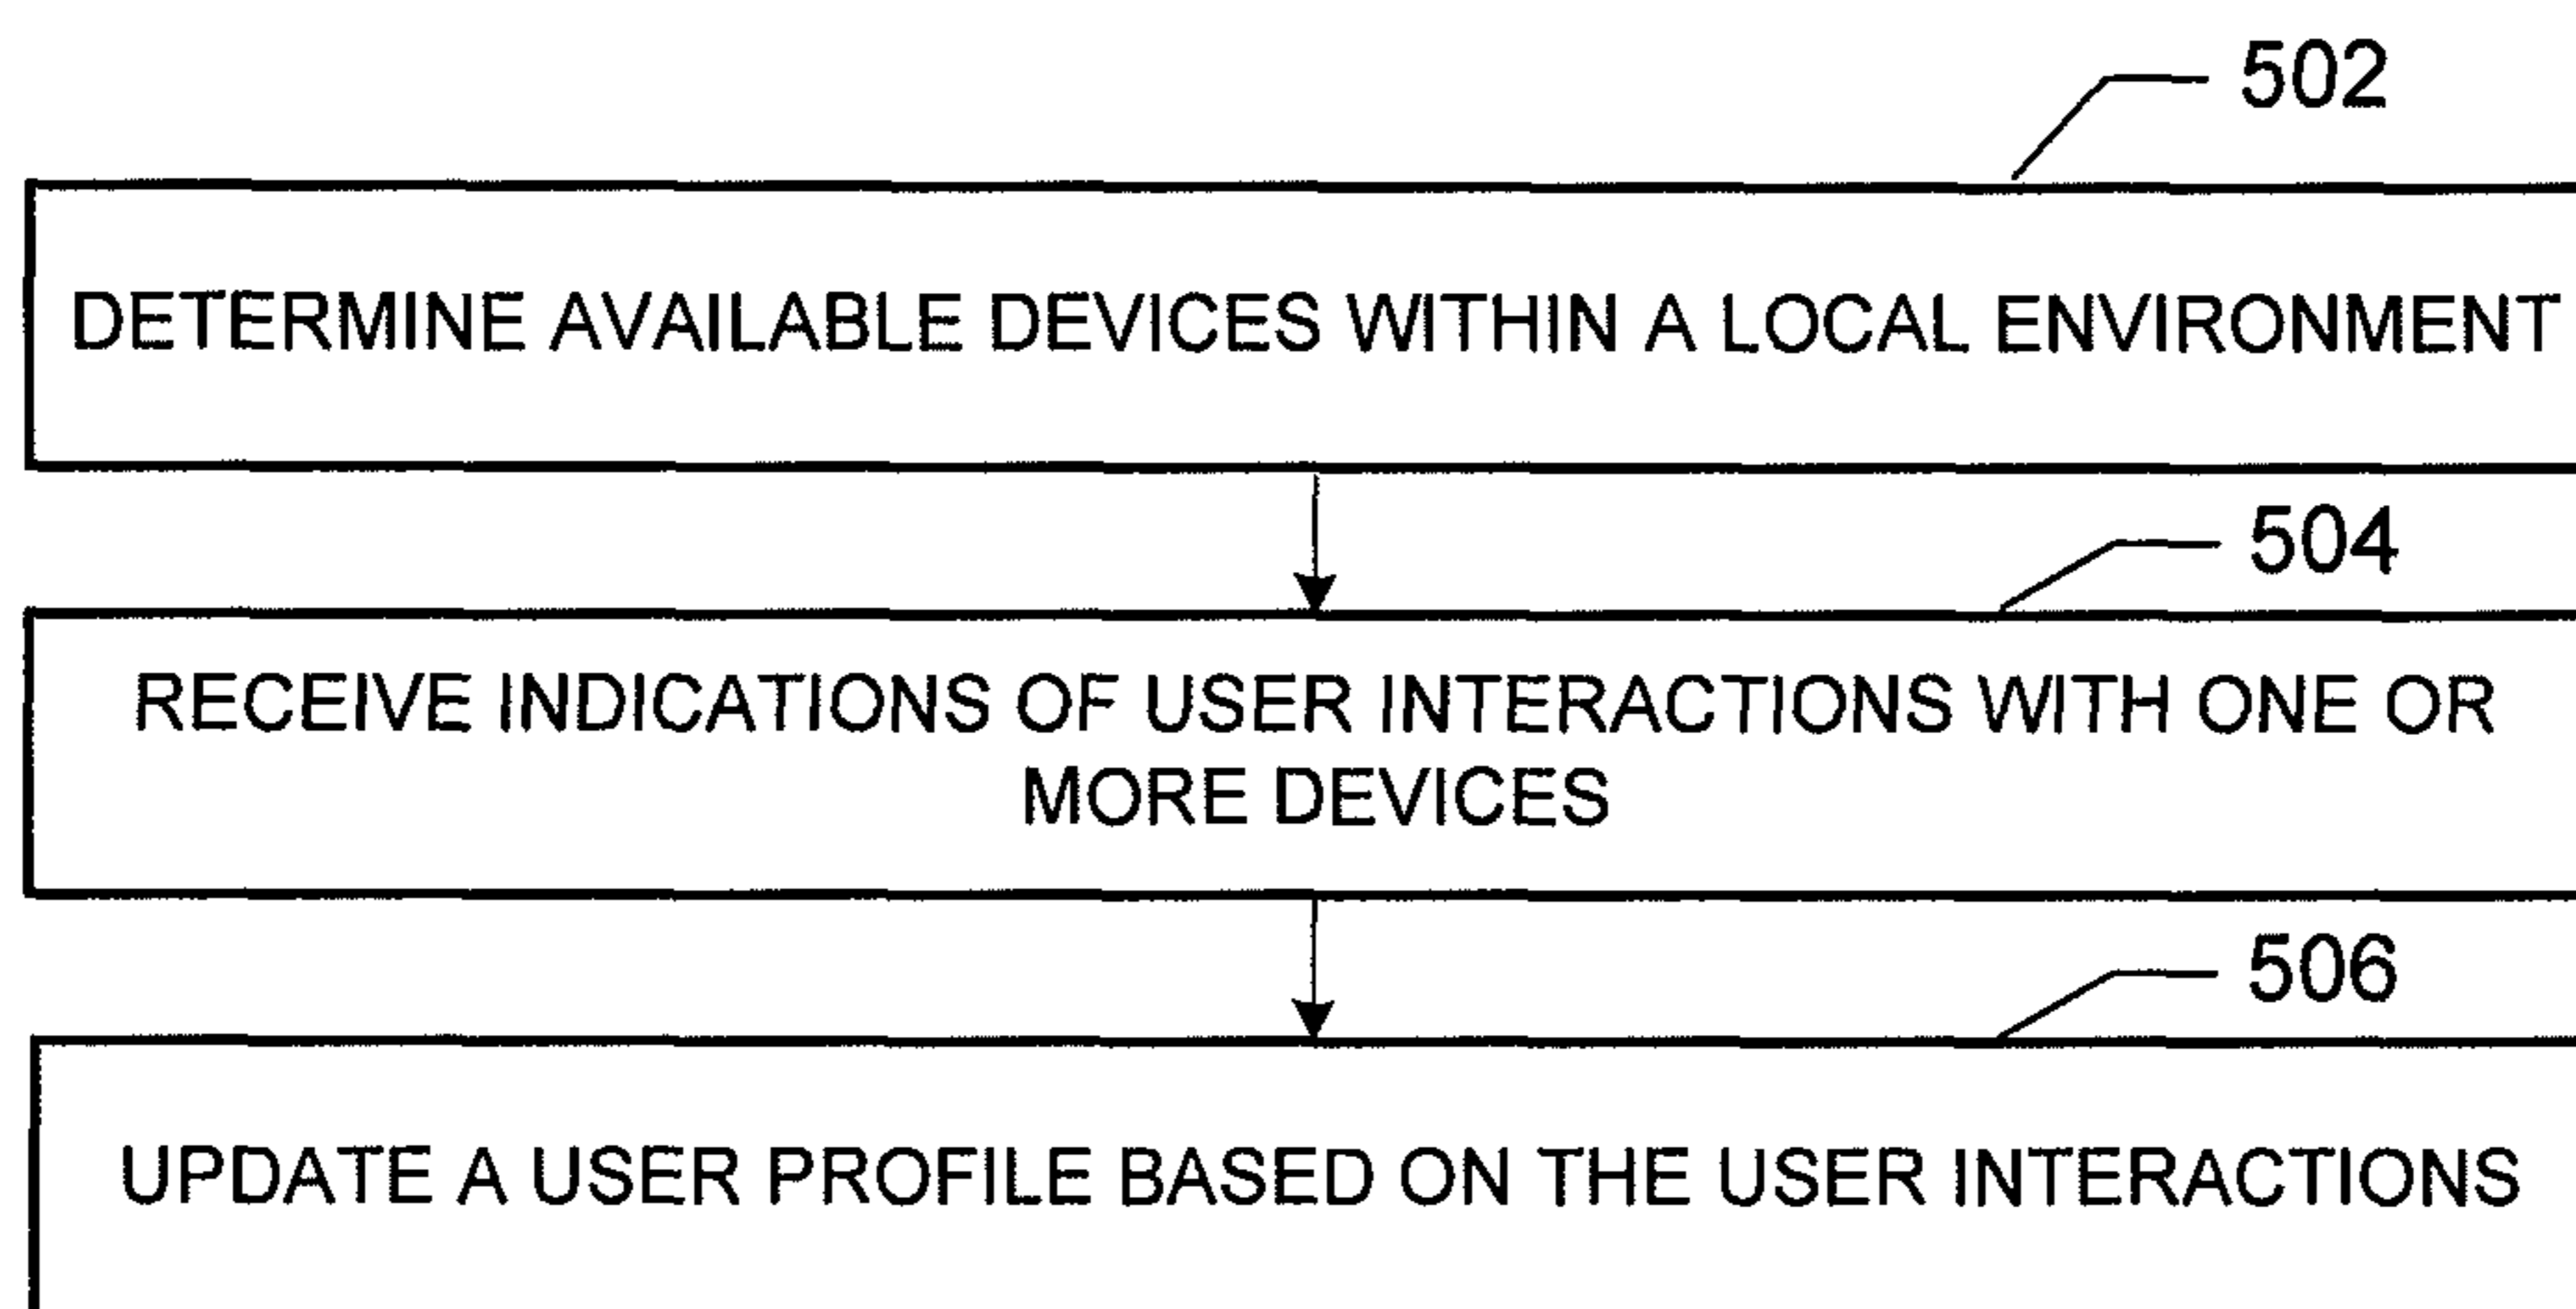 502
DETERMINE AVAILABLE DEVICES WITHIN A LOCAL ENVIRONMENT
504
RECEIVE INDICATIONS OF USER INTERACTIONS WITH ONE OR
MORE DEVICES
506
UPDATE A USER PROFILE BASED ON THE USER INTERACTIONS